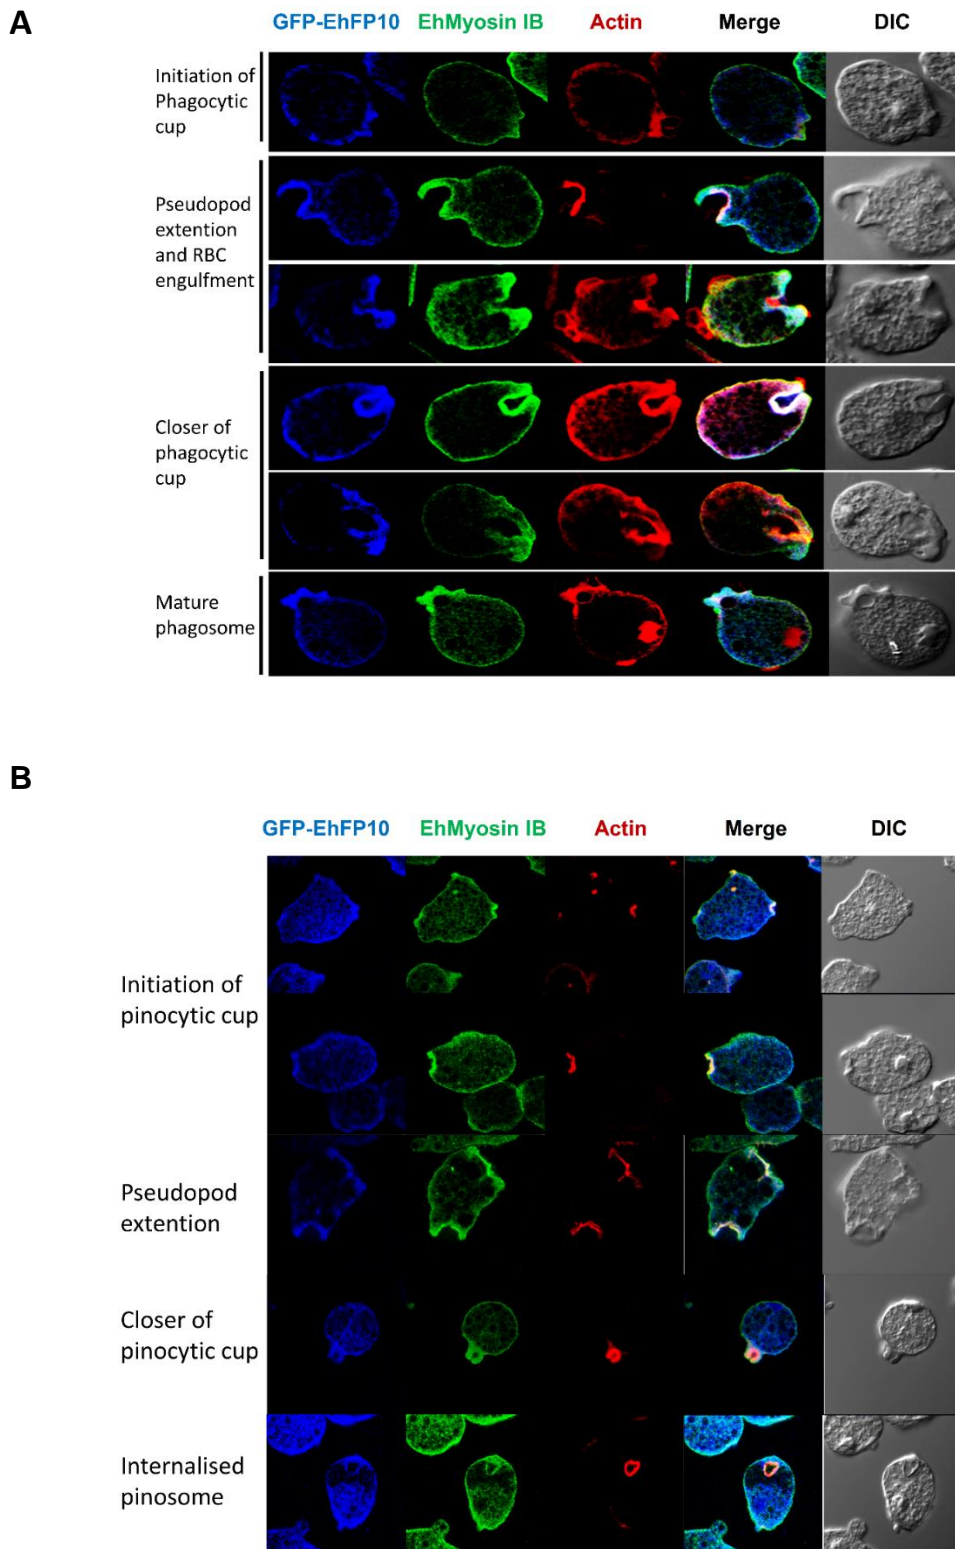 A
GFP-EhFP10 EhMyosin IB Actin Merge DIC
Initiation of
Phagocytic
cup
Pseudopod
extention
and RBC
engulfment
Closer of
phagocytic
cup
Mature
phagosome
B
GFP-EhFP10 EhMyosin IB Actin Merge DIC
Initiation of
pinocytic cup
Pseudopod
extention
Closer of
pinocytic cup
Internalised
pinosome